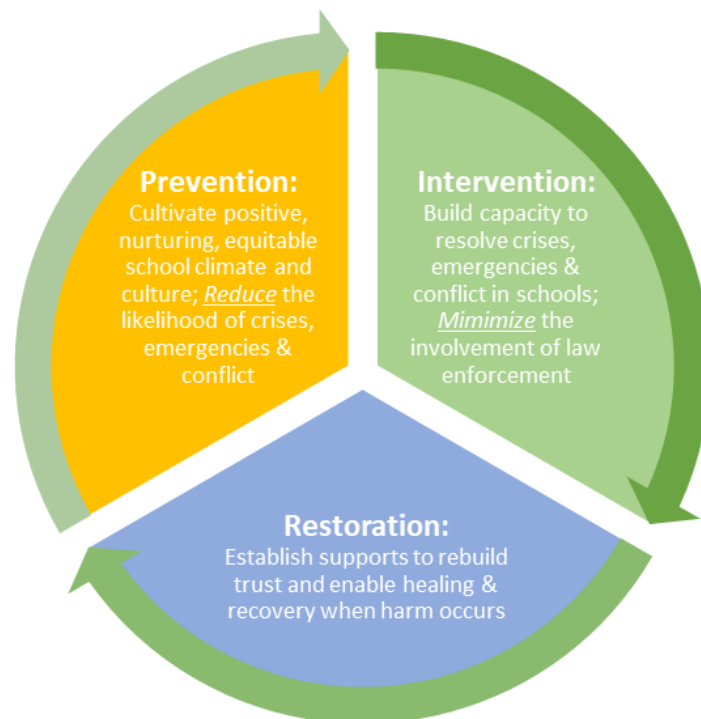 Prevention:
Cultivate positive,
nurturing, equitable
school climate and
culture; Reduce the
likelihood of crises,
emergencies &
conflict
Intervention:
Build capacity to
resolve crises,
emergencies &
conflict in schools;
Mimimize the
involvement of law
enforcement
Restoration:
Establish supports to rebuild
trust and enable healing &
recovery when harm occurs